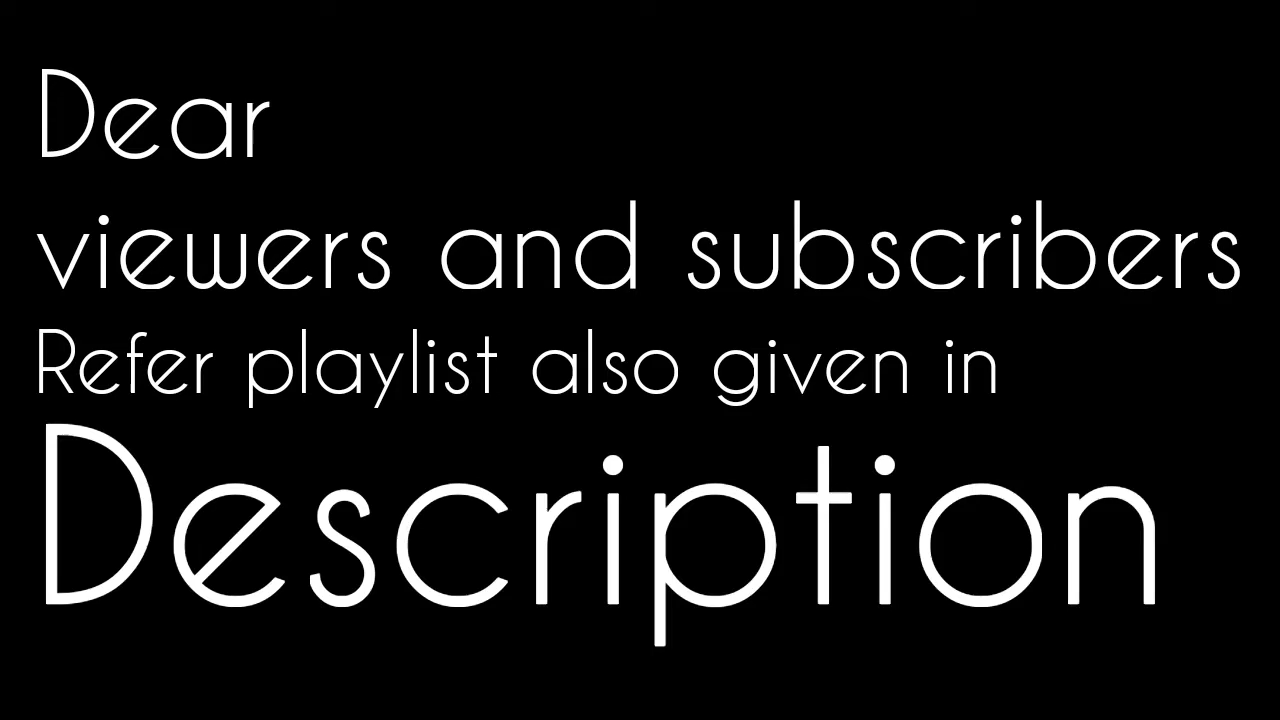 Dear
viewers and subscribers
Refer playlist also given in
Description